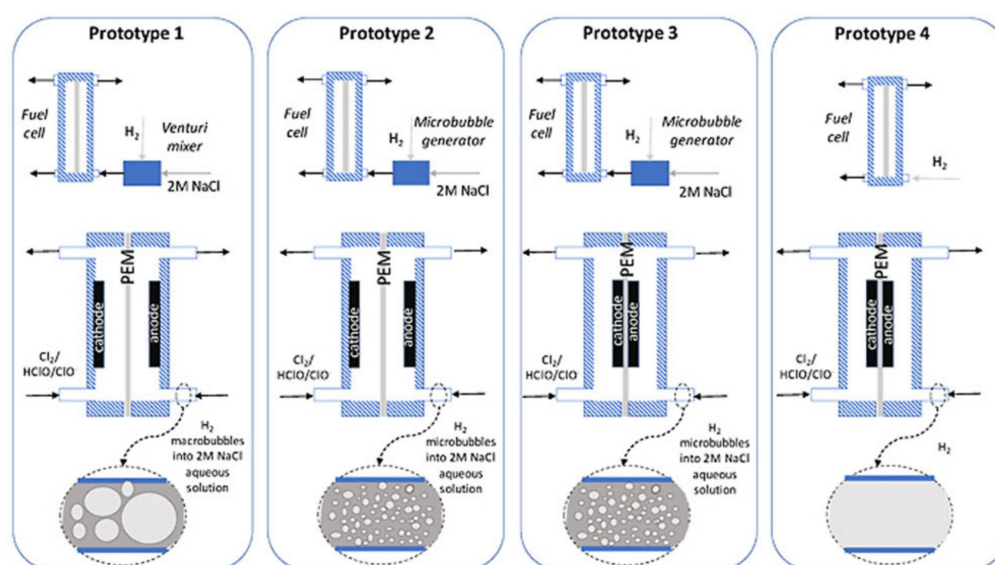 Prototype 1
Fuel
cell
H2
Venturi
mixer
2M NaCl
PEM
cathode
anode
Cl2/
HClO/ClO-
H2
macrobubbles
into 2M NaCl
aqueous
solution
Prototype 2
Fuel
cell
H2
Microbubble
generator
2M NaCl
PEM
cathode
anode
Cl2/
HClO/ClO-
H2
microbubbles
into 2M NaCl
aqueous
solution
Prototype 3
Fuel
cell
H2
Microbubble
generator
2M NaCl
PEM
cathode
anode
Cl2/
HClO/ClO-
H2
microbubbles
into 2M NaCl
aqueous
solution
Prototype 4
Fuel
cell
H2
PEM
cathode
anode
Cl2/
HClO/ClO-
H2